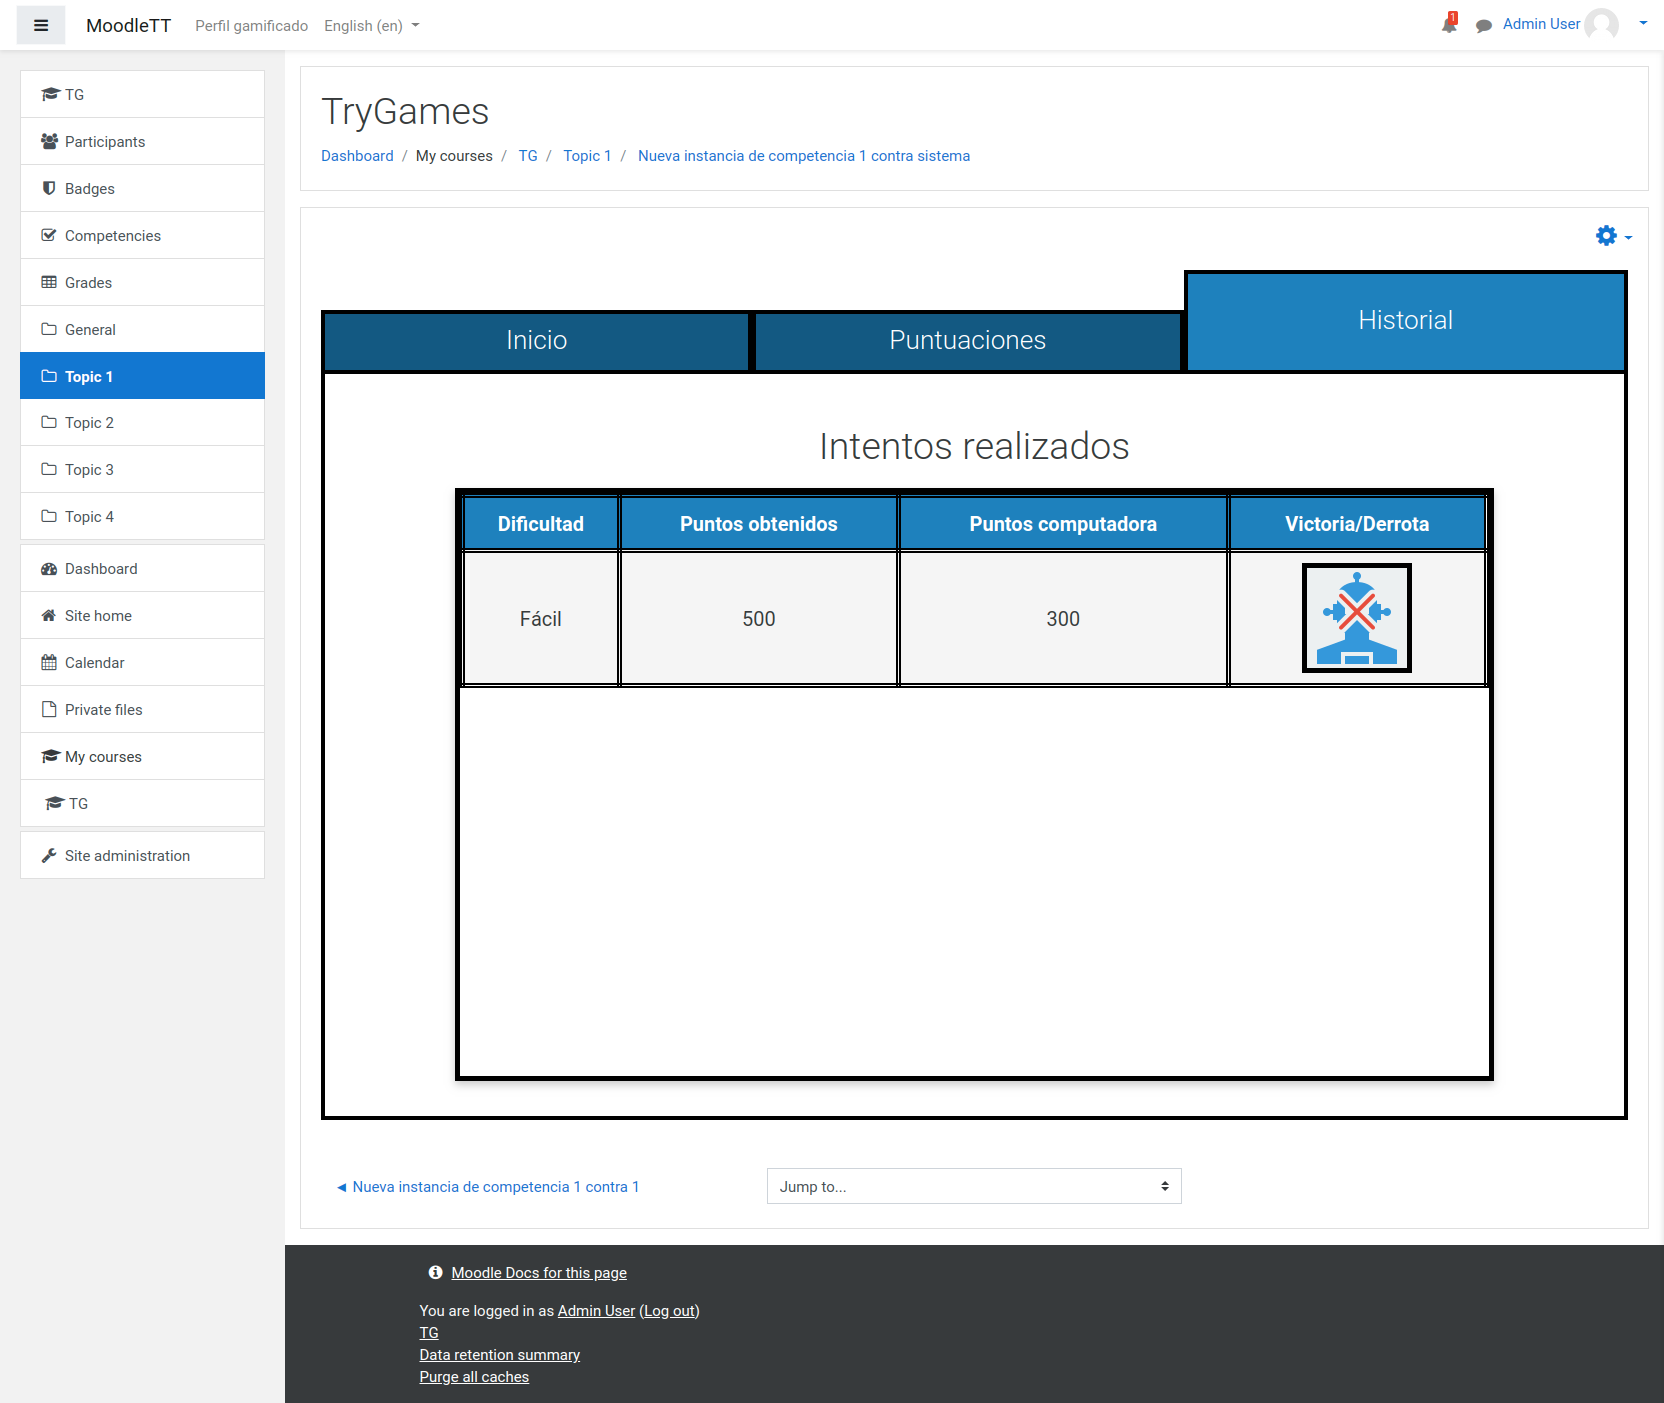 MoodleTT Perfil gamificado English (en) 1 Admin User
TG
Participants
Badges
Competencies
Grades
General
Topic 1
Topic 2
Topic 3
Topic 4
Dashboard
Site home
Calendar
Private files
My courses
TG
Site administration
TryGames
Dashboard / My courses / TG / Topic 1 / Nueva instancia de competencia 1 contra sistema
Inicio Puntuaciones Historial
Intentos realizados
Dificultad Puntos obtenidos Puntos computadora Victoria/Derrota
Fácil 500 300
◄ Nueva instancia de competencia 1 contra 1 Jump to...
Moodle Docs for this page
You are logged in as Admin User (Log out)
TG
Data retention summary
Purge all caches